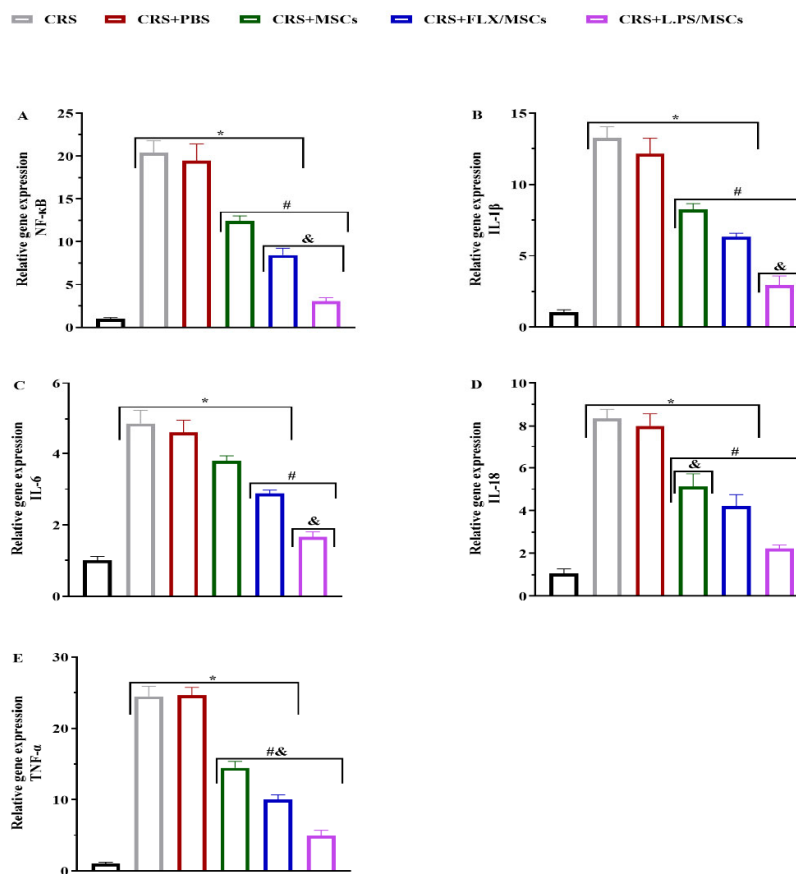 CRS CRS+PBS CRS+MSCs CRS+FLX/MSCs CRS+L.PS/MSCs
A
Relative gene expression
NF-κB
25
20
15
10
5
0
*
#
&
B
Relative gene expression
IL-1β
15
10
5
0
*
#
&
C
Relative gene expression
IL-6
6
4
2
0
*
#
&
D
Relative gene expression
IL-18
8
6
4
2
0
*
#
&
E
Relative gene expression
TNF-α
30
20
10
0
*
#&